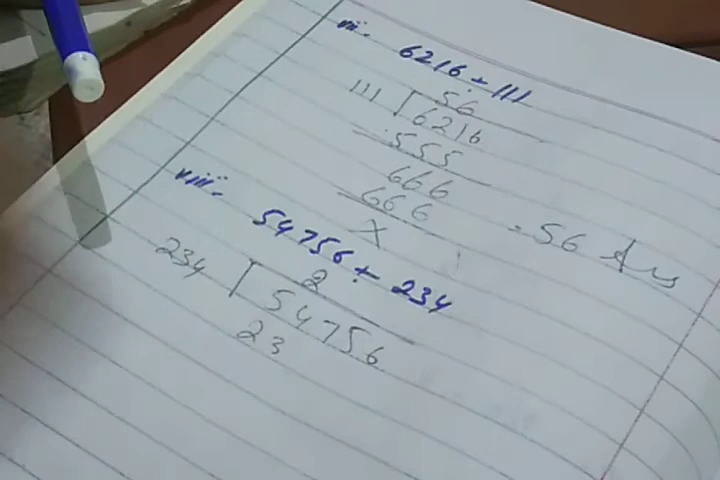 vii. 6216 ÷ 111
56
111 6216
555
666
666
X = 56 Ans
viii. 54756 ÷ 234
2
234 54756
23